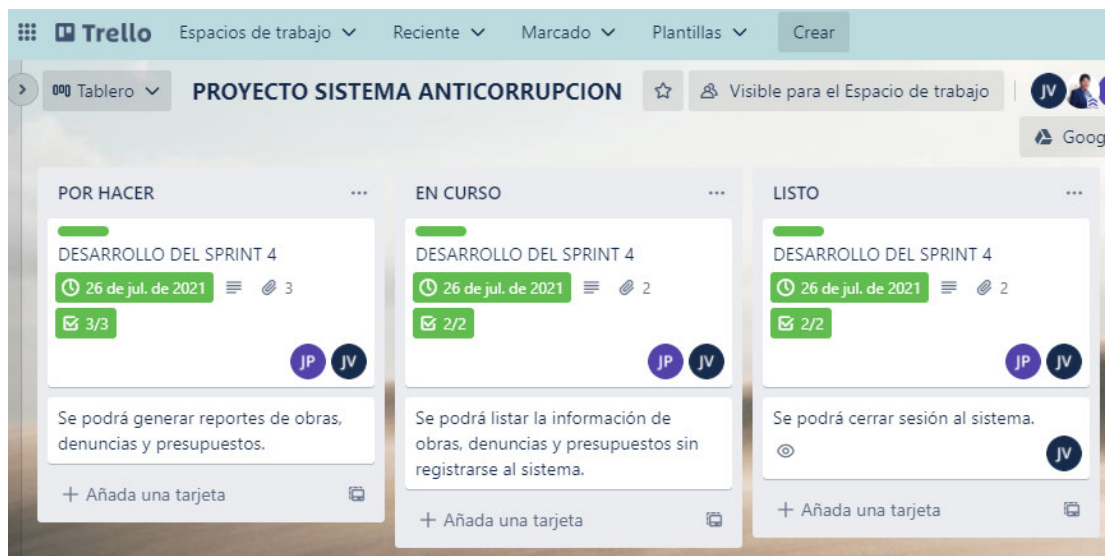 Trello Espacios de trabajo Reciente Marcado Plantillas Crear
Tablero PROYECTO SISTEMA ANTICORRUPCION Visible para el Espacio de trabajo JV
Goog
POR HACER
DESARROLLO DEL SPRINT 4
26 de jul. de 2021 3
3/3
JP JV
Se podrá generar reportes de obras,
denuncias y presupuestos.
+ Añada una tarjeta
EN CURSO
DESARROLLO DEL SPRINT 4
26 de jul. de 2021 2
2/2
JP JV
Se podrá listar la información de
obras, denuncias y presupuestos sin
registrarse al sistema.
+ Añada una tarjeta
LISTO
DESARROLLO DEL SPRINT 4
26 de jul. de 2021 2
2/2
JP JV
Se podrá cerrar sesión al sistema.
JV
+ Añada una tarjeta